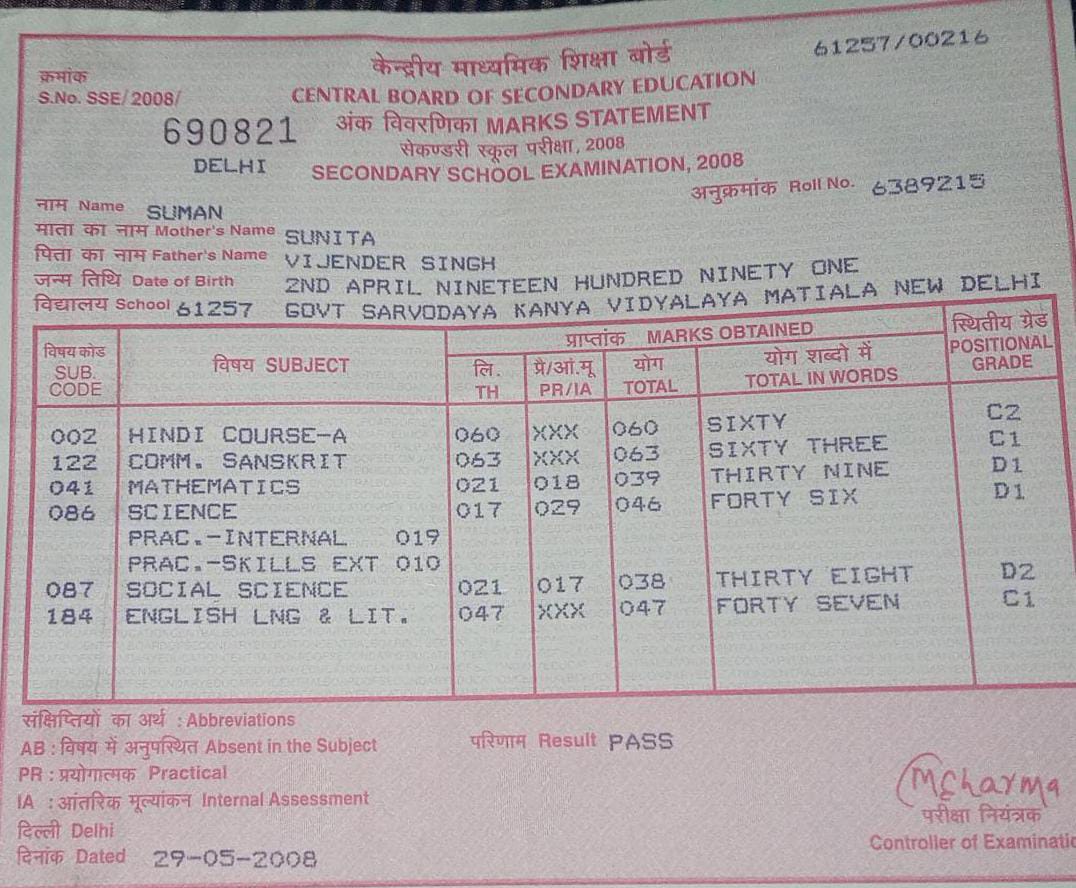 61257/00216
केन्द्रीय माध्यमिक शिक्षा बोर्ड
क्रमांक
S.No. SSE/2008/
CENTRAL BOARD OF SECONDARY EDUCATION
690821
अंक विवरणिका MARKS STATEMENT
सेकण्डरी स्कूल परीक्षा, 2008
DELHI
SECONDARY SCHOOL EXAMINATION, 2008
अनुक्रमांक Roll No. 6389215
नाम Name SUMAN
माता का नाम Mother's Name SUNITA
पिता का नाम Father's Name VIJENDER SINGH
जन्म तिथि Date of Birth 2ND APRIL NINETEEN HUNDRED NINETY ONE
विद्यालय School 61257 GOVT SARVODAYA KANYA VIDYALAYA MATIALA NEW DELHI
विषय कोड SUB. CODE विषय SUBJECT प्राप्तांक MARKS OBTAINED स्थितीय ग्रेड POSITIONAL GRADE
लि. TH प्रै/आं.मू PR/IA योग TOTAL योग शब्दो में TOTAL IN WORDS
002 HINDI COURSE-A 060 XXX 060 SIXTY C2
122 COMM. SANSKRIT 063 XXX 063 SIXTY THREE C1
041 MATHEMATICS 021 018 039 THIRTY NINE D1
086 SCIENCE 017 029 046 FORTY SIX D1
PRAC.-INTERNAL 019
PRAC.-SKILLS EXT 010
087 SOCIAL SCIENCE 021 017 038 THIRTY EIGHT D2
184 ENGLISH LNG & LIT. 047 XXX 047 FORTY SEVEN C1
संक्षिप्तियों का अर्थ : Abbreviations
AB : विषय में अनुपस्थित Absent in the Subject
परिणाम Result PASS
PR : प्रयोगात्मक Practical
IA : आंतरिक मूल्यांकन Internal Assessment
दिल्ली Delhi
दिनांक Dated 29-05-2008
परीक्षा नियंत्रक
Controller of Examinatio